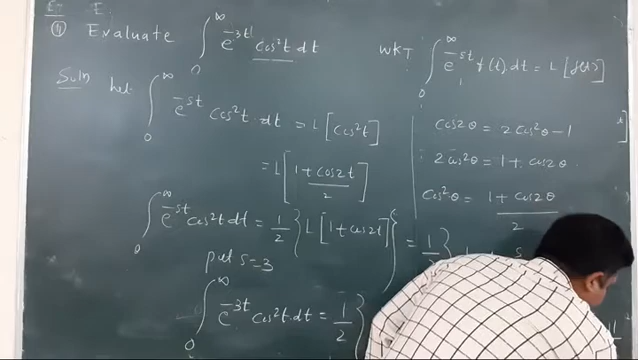 ① Evaluate ∫₀^∞ e^{-3t} cos²t dt
Soln let ∫₀^∞ e^{-st} cos²t·dt = L[cos²t]
= L[(1+cos2t)/2]
∫₀^∞ e^{-st} cos²t dt = 1/2 { L[1+cos2t] }
put s=3
∫₀^∞ e^{-3t} cos²t·dt = 1/2 {
WKT ∫₀^∞ e^{-st} f(t)·dt = L[f(t)]
cos2θ = 2cos²θ-1
2cos²θ = 1+cos2θ
cos²θ = (1+cos2θ)/2